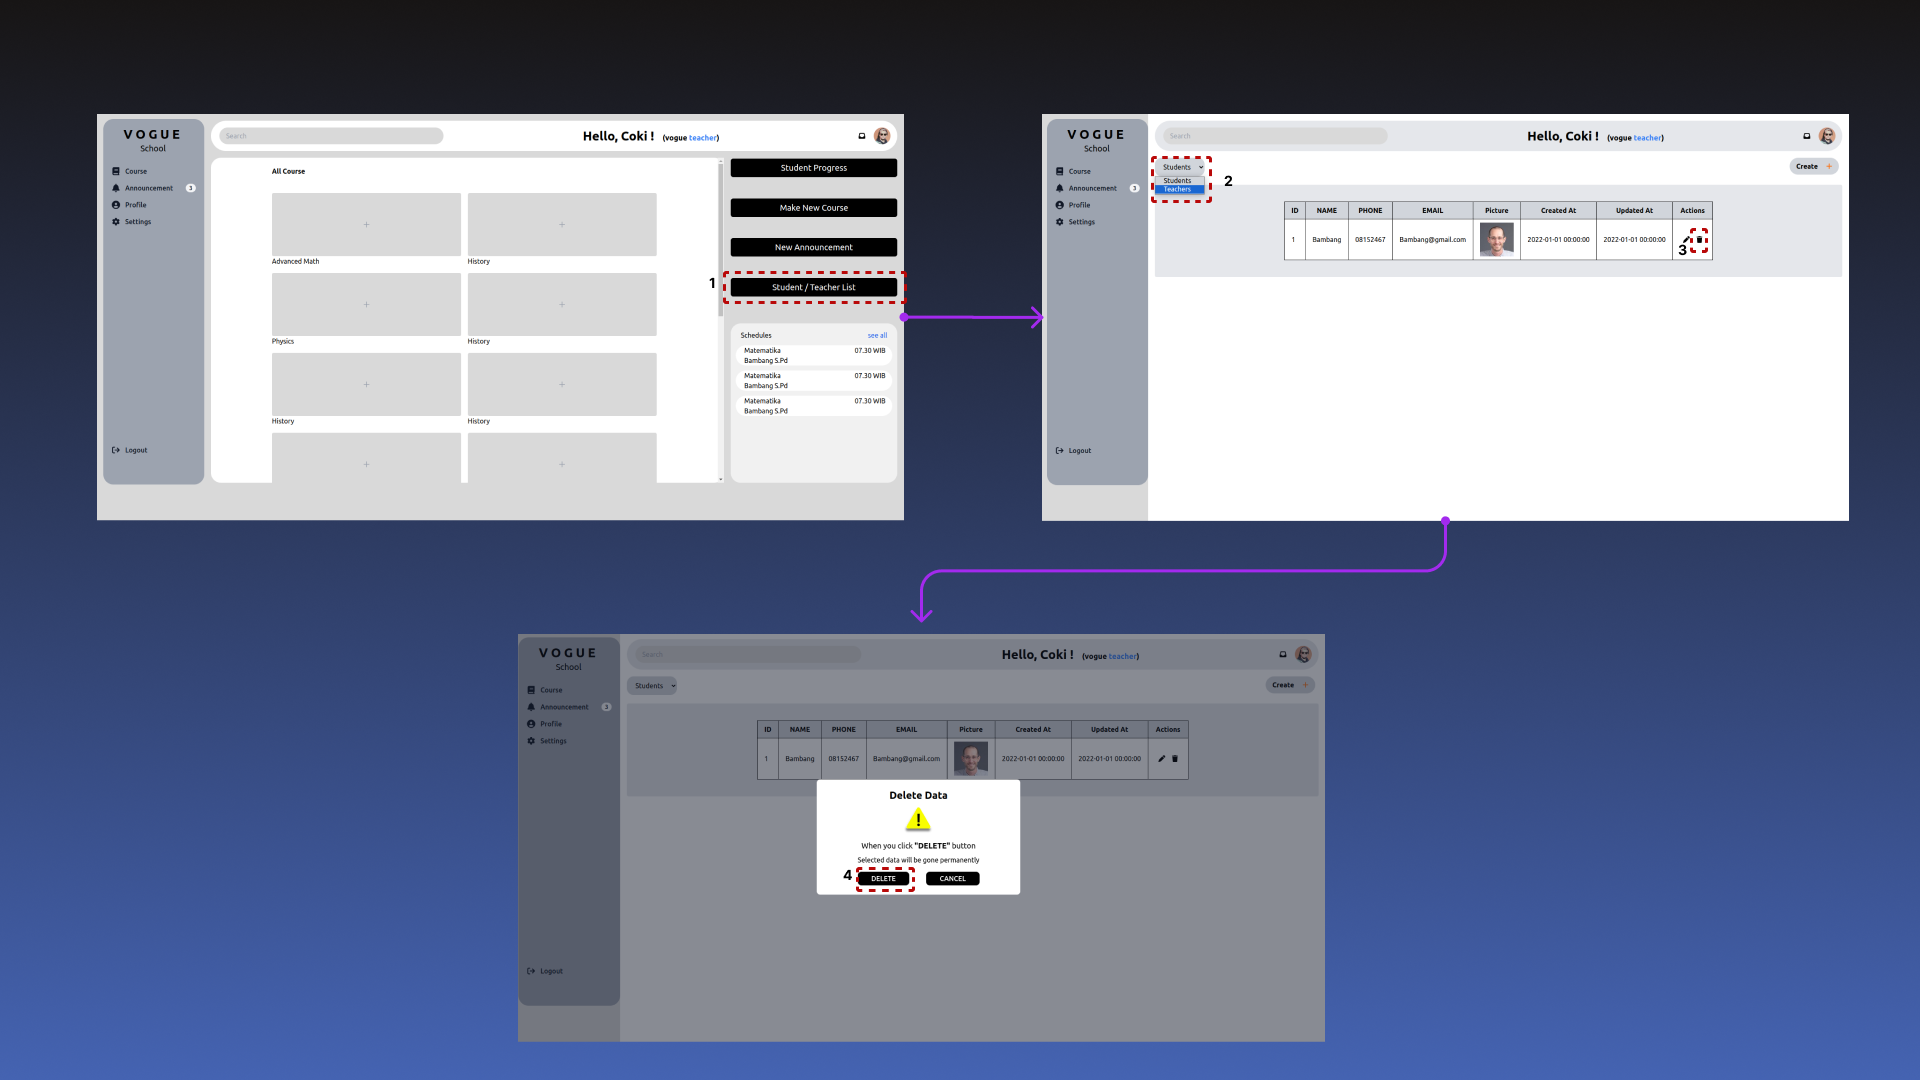 VOGUE
School
Course
Announcement 3
Profile
Settings
Logout
Search
Hello, Coki ! (vogue teacher)
All Course
Advanced Math
History
Physics
History
History
History
Student Progress
Make New Course
New Announcement
1
Student / Teacher List
Schedules see all
Matematika 07.30 WIB
Bambang S.Pd
Matematika 07.30 WIB
Bambang S.Pd
Matematika 07.30 WIB
Bambang S.Pd
VOGUE
School
Course
Announcement 3
Profile
Settings
Logout
Search
Hello, Coki ! (vogue teacher)
Students
Students
Teachers
2
Create +
ID NAME PHONE EMAIL Picture Created At Updated At Actions
1 Bambang 08152467 Bambang@gmail.com 2022-01-01 00:00:00 2022-01-01 00:00:00
3
VOGUE
School
Course
Announcement 3
Profile
Settings
Logout
Search
Hello, Coki ! (vogue teacher)
Students
Create +
ID NAME PHONE EMAIL Picture Created At Updated At Actions
1 Bambang 08152467 Bambang@gmail.com 2022-01-01 00:00:00 2022-01-01 00:00:00
Delete Data
!
When you click "DELETE" button
Selected data will be gone permanently
4
DELETE CANCEL